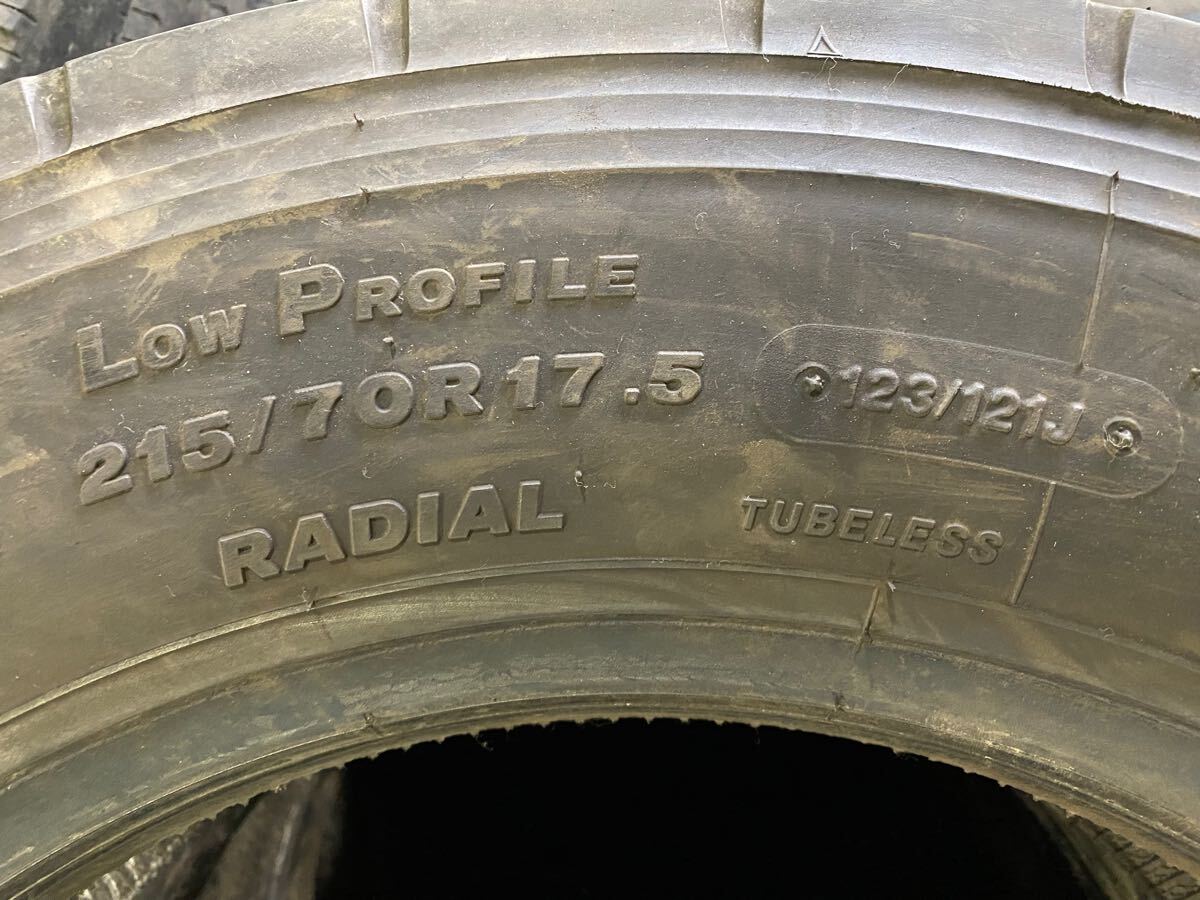 LOW PROFILE
215/70R17.5
123/121J
RADIAL
TUBELESS